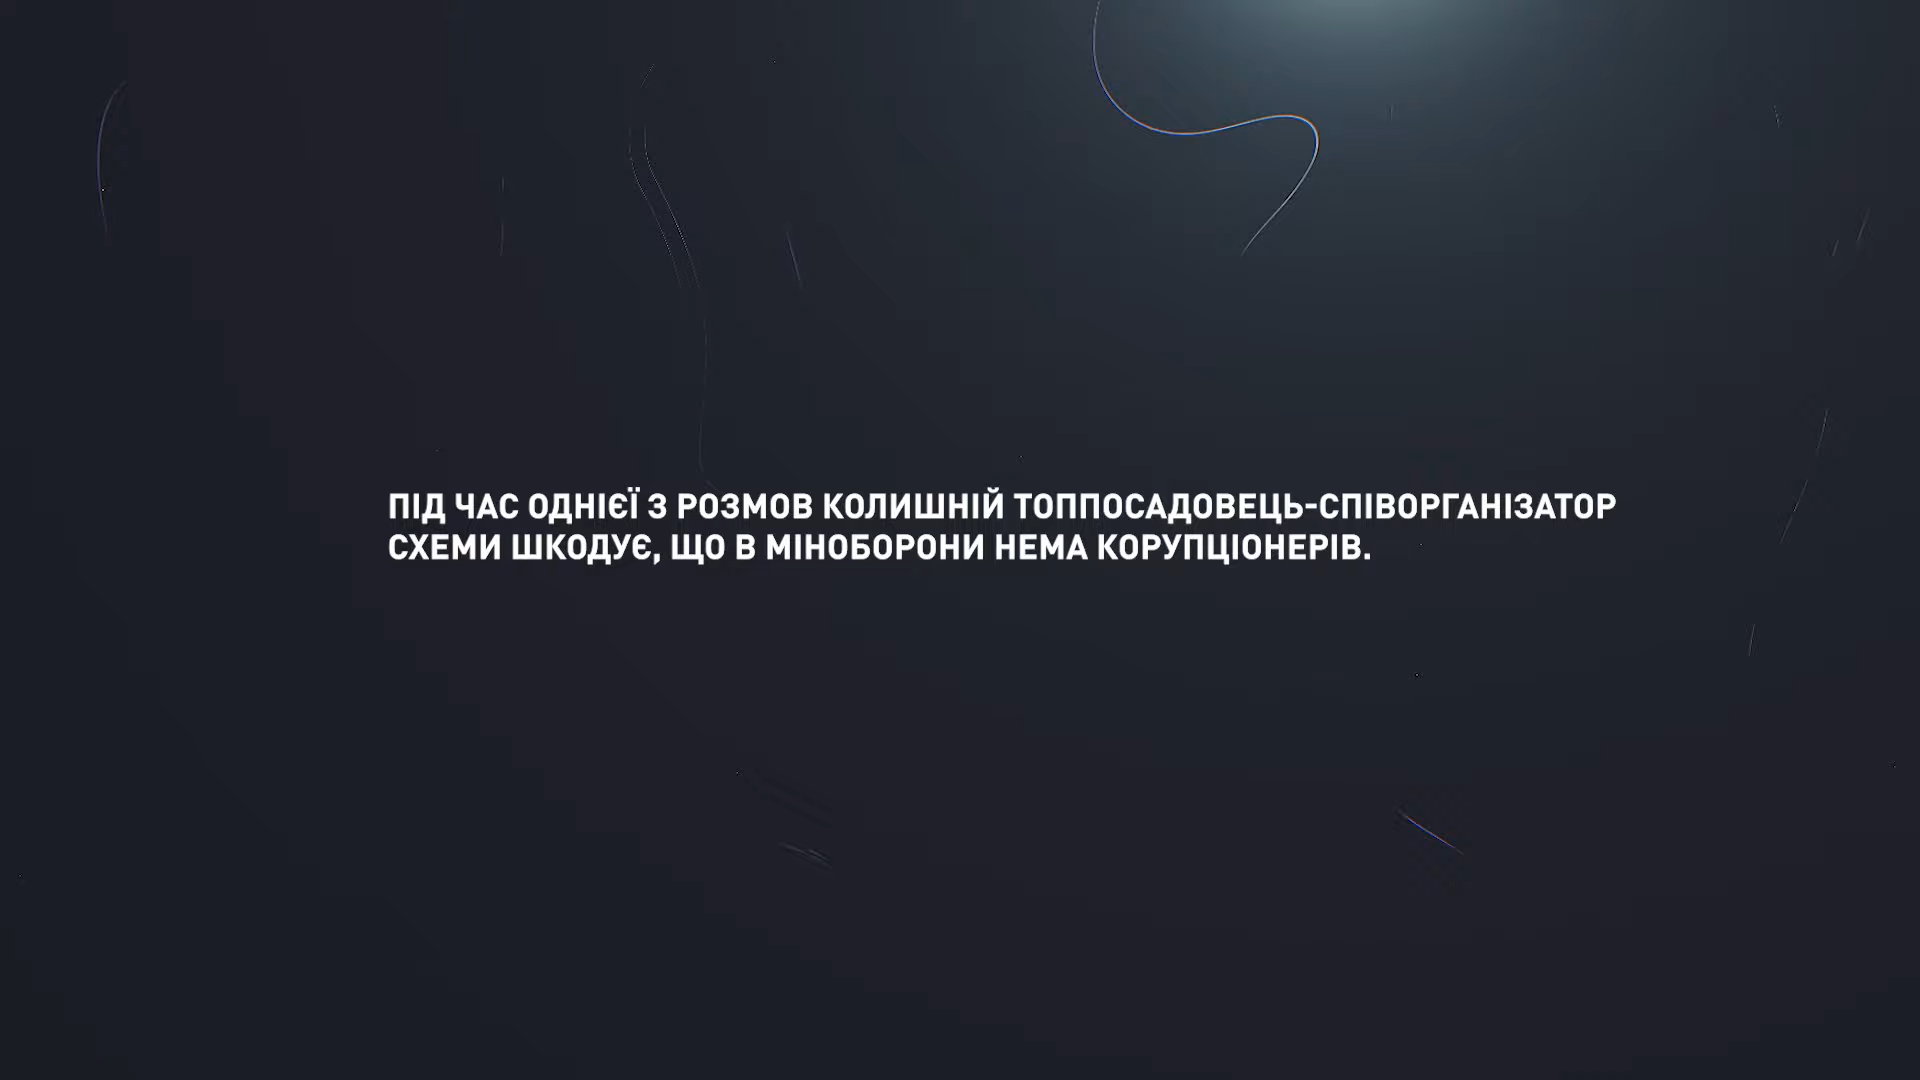 ПІД ЧАС ОДНІЄЇ З РОЗМОВ КОЛИШНІЙ ТОППОСАДОВЕЦЬ-СПІВОРГАНІЗАТОР
СХЕМИ ШКОДУЄ, ЩО В МІНОБОРОНИ НЕМА КОРУПЦІОНЕРІВ.